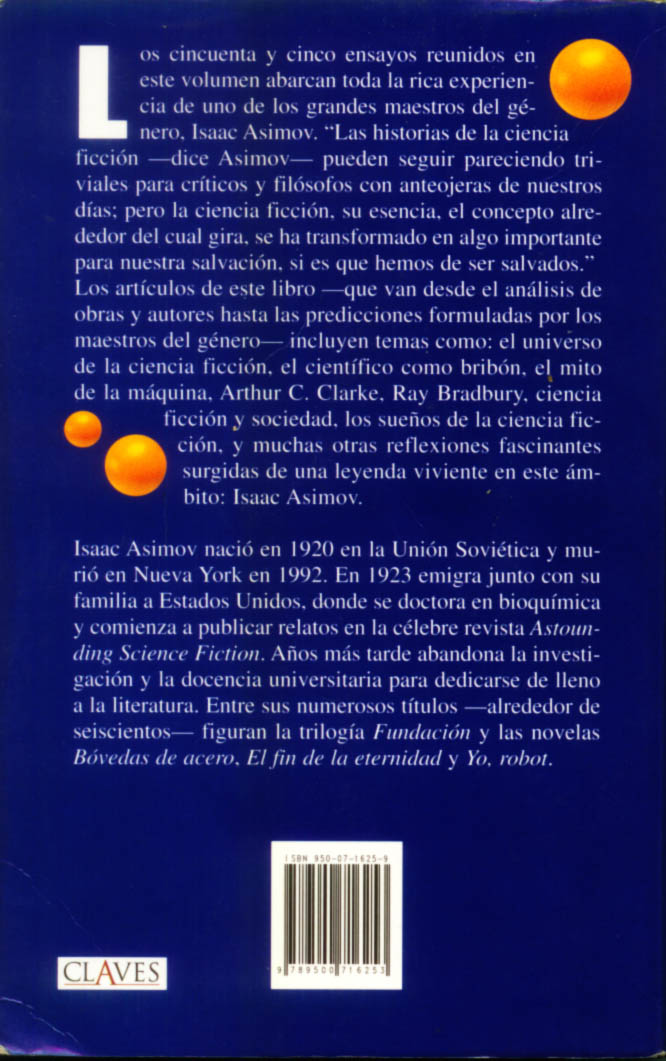 Los cincuenta y cinco ensayos reunidos en
este volumen abarcan toda la rica experien-
cia de uno de los grandes maestros del gé-
nero, Isaac Asimov. “Las historias de la ciencia
ficción —dice Asimov— pueden seguir pareciendo tri-
viales para críticos y filósofos con anteojeras de nuestros
días; pero la ciencia ficción, su esencia, el concepto alre-
dedor del cual gira, se ha transformado en algo importante
para nuestra salvación, si es que hemos de ser salvados.”
Los artículos de este libro —que van desde el análisis de
obras y autores hasta las predicciones formuladas por los
maestros del género— incluyen temas como: el universo
de la ciencia ficción, el científico como bribón, el mito
de la máquina, Arthur C. Clarke, Ray Bradbury, ciencia
ficción y sociedad, los sueños de la ciencia fic-
ción, y muchas otras reflexiones fascinantes
surgidas de una leyenda viviente en este ám-
bito: Isaac Asimov.
Isaac Asimov nació en 1920 en la Unión Soviética y mu-
rió en Nueva York en 1992. En 1923 emigra junto con su
familia a Estados Unidos, donde se doctora en bioquímica
y comienza a publicar relatos en la célebre revista Astoun-
ding Science Fiction. Años más tarde abandona la investi-
gación y la docencia universitaria para dedicarse de lleno
a la literatura. Entre sus numerosos títulos —alrededor de
seiscientos— figuran la trilogía Fundación y las novelas
Bóvedas de acero, El fin de la eternidad y Yo, robot.
ISBN 950-07-1625-9
9 789500 716253
CLAVES